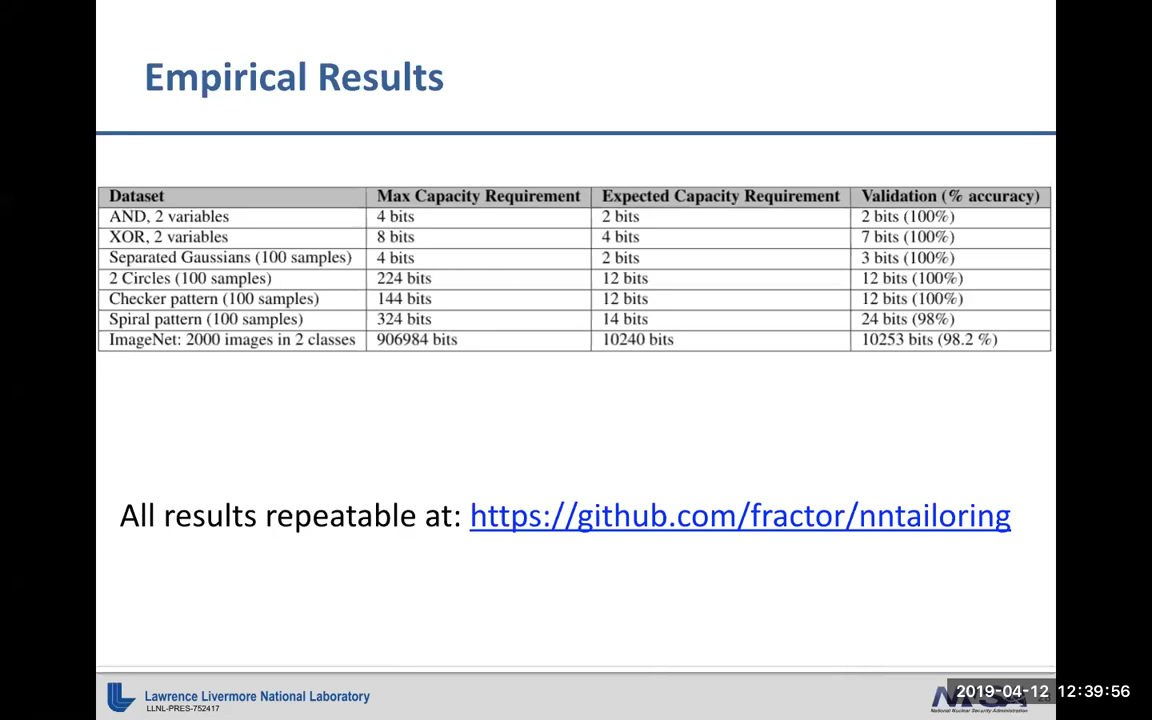 Empirical Results
Dataset Max Capacity Requirement Expected Capacity Requirement Validation (% accuracy)
AND, 2 variables 4 bits 2 bits 2 bits (100%)
XOR, 2 variables 8 bits 4 bits 7 bits (100%)
Separated Gaussians (100 samples) 4 bits 2 bits 3 bits (100%)
2 Circles (100 samples) 224 bits 12 bits 12 bits (100%)
Checker pattern (100 samples) 144 bits 12 bits 12 bits (100%)
Spiral pattern (100 samples) 324 bits 14 bits 24 bits (98%)
ImageNet: 2000 images in 2 classes 906984 bits 10240 bits 10253 bits (98.2 %)
All results repeatable at: https://github.com/fractor/nntailoring
Lawrence Livermore National Laboratory
LLNL-PRES-752417
2019-04-12 12:39:56
National Nuclear Security Administration